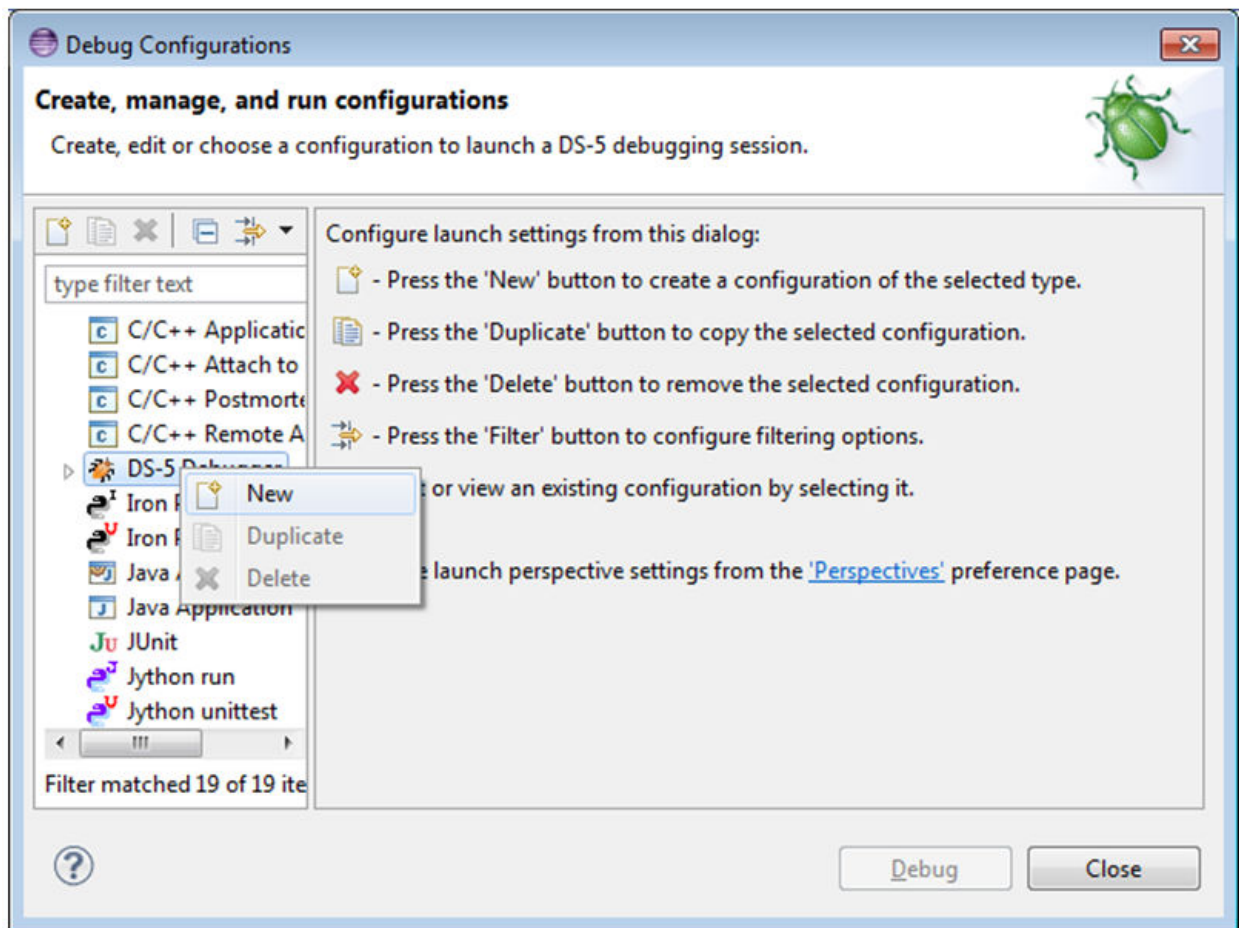 Debug Configurations
Create, manage, and run configurations
Create, edit or choose a configuration to launch a DS-5 debugging session.
type filter text
C/C++ Applicatic
C/C++ Attach to
C/C++ Postmorte
C/C++ Remote A
DS-5 Debugger
Iron
Iron
Java
Java Application
JUnit
Jython run
Jython unittest
Filter matched 19 of 19 ite
New
Duplicate
Delete
Configure launch settings from this dialog:
- Press the 'New' button to create a configuration of the selected type.
- Press the 'Duplicate' button to copy the selected configuration.
- Press the 'Delete' button to remove the selected configuration.
- Press the 'Filter' button to configure filtering options.
or view an existing configuration by selecting it.
launch perspective settings from the 'Perspectives' preference page.
Debug
Close